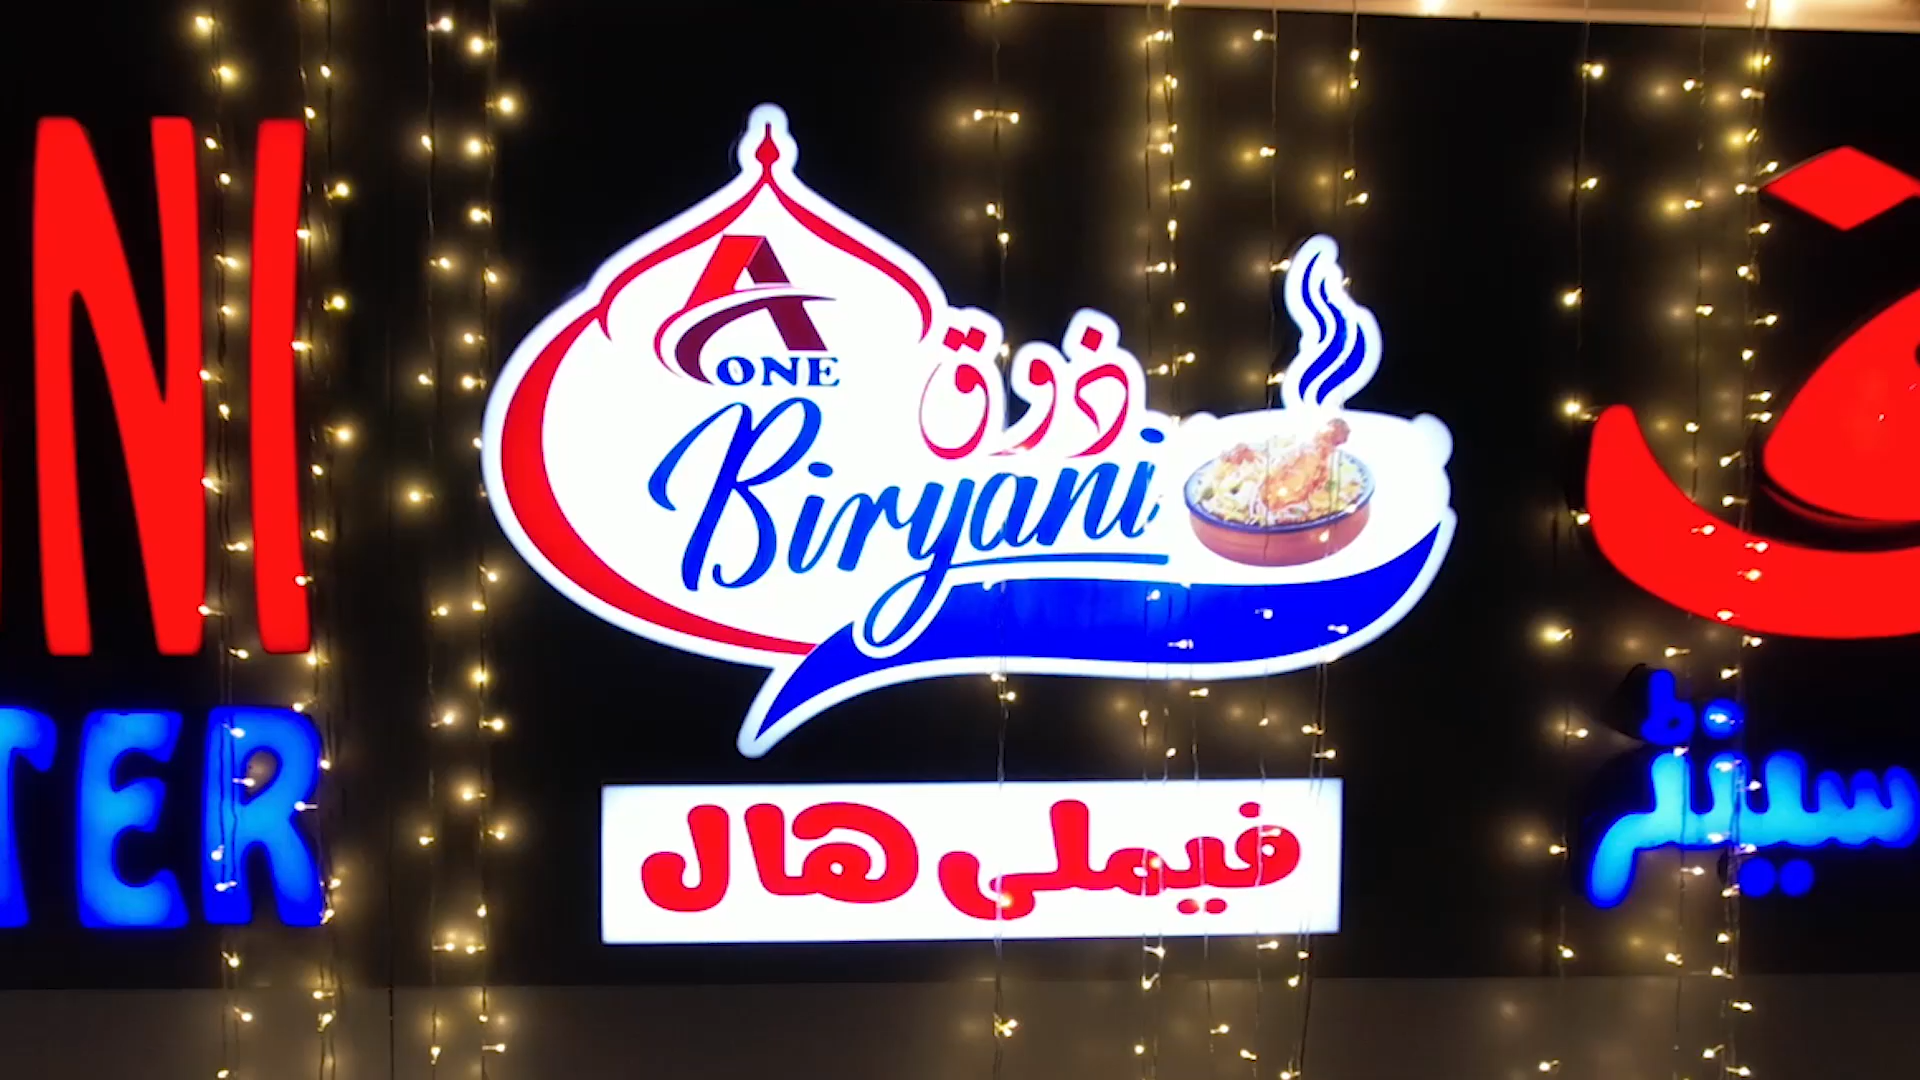 NI
TER
A
ONE
ذوق
Biryani
فیملی ہال
سینٹر